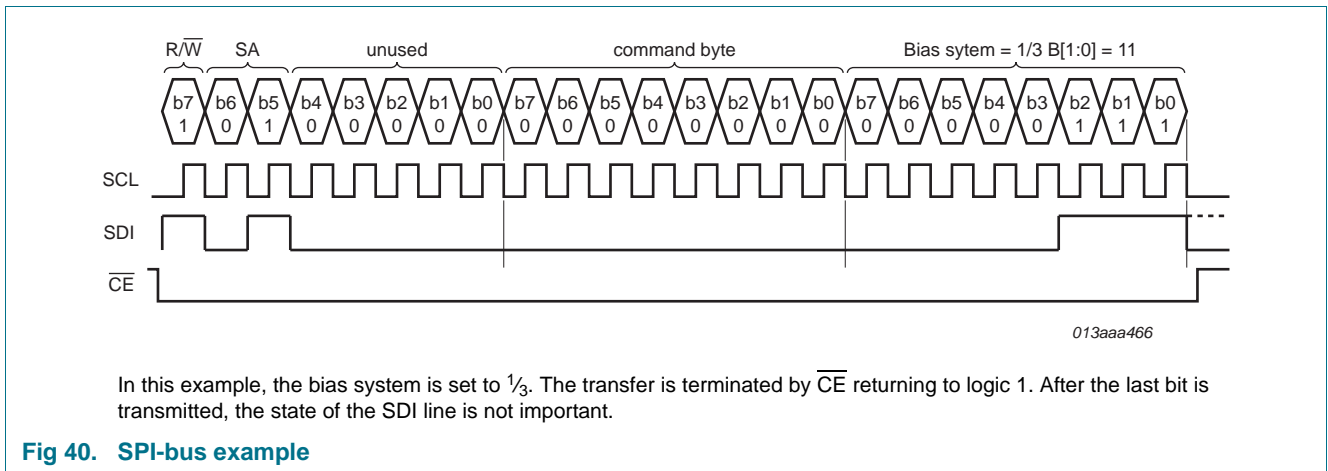 R/W SA unused command byte Bias sytem = 1/3 B[1:0] = 11
b7 b6 b5 b4 b3 b2 b1 b0 b7 b6 b5 b4 b3 b2 b1 b0 b7 b6 b5 b4 b3 b2 b1 b0
1 0 1 0 0 0 0 0 0 0 0 0 0 0 0 0 0 0 0 0 0 1 1 1
SCL
SDI
CE
013aaa466
In this example, the bias system is set to 1⁄3. The transfer is terminated by CE returning to logic 1. After the last bit is
transmitted, the state of the SDI line is not important.
Fig 40. SPI-bus example